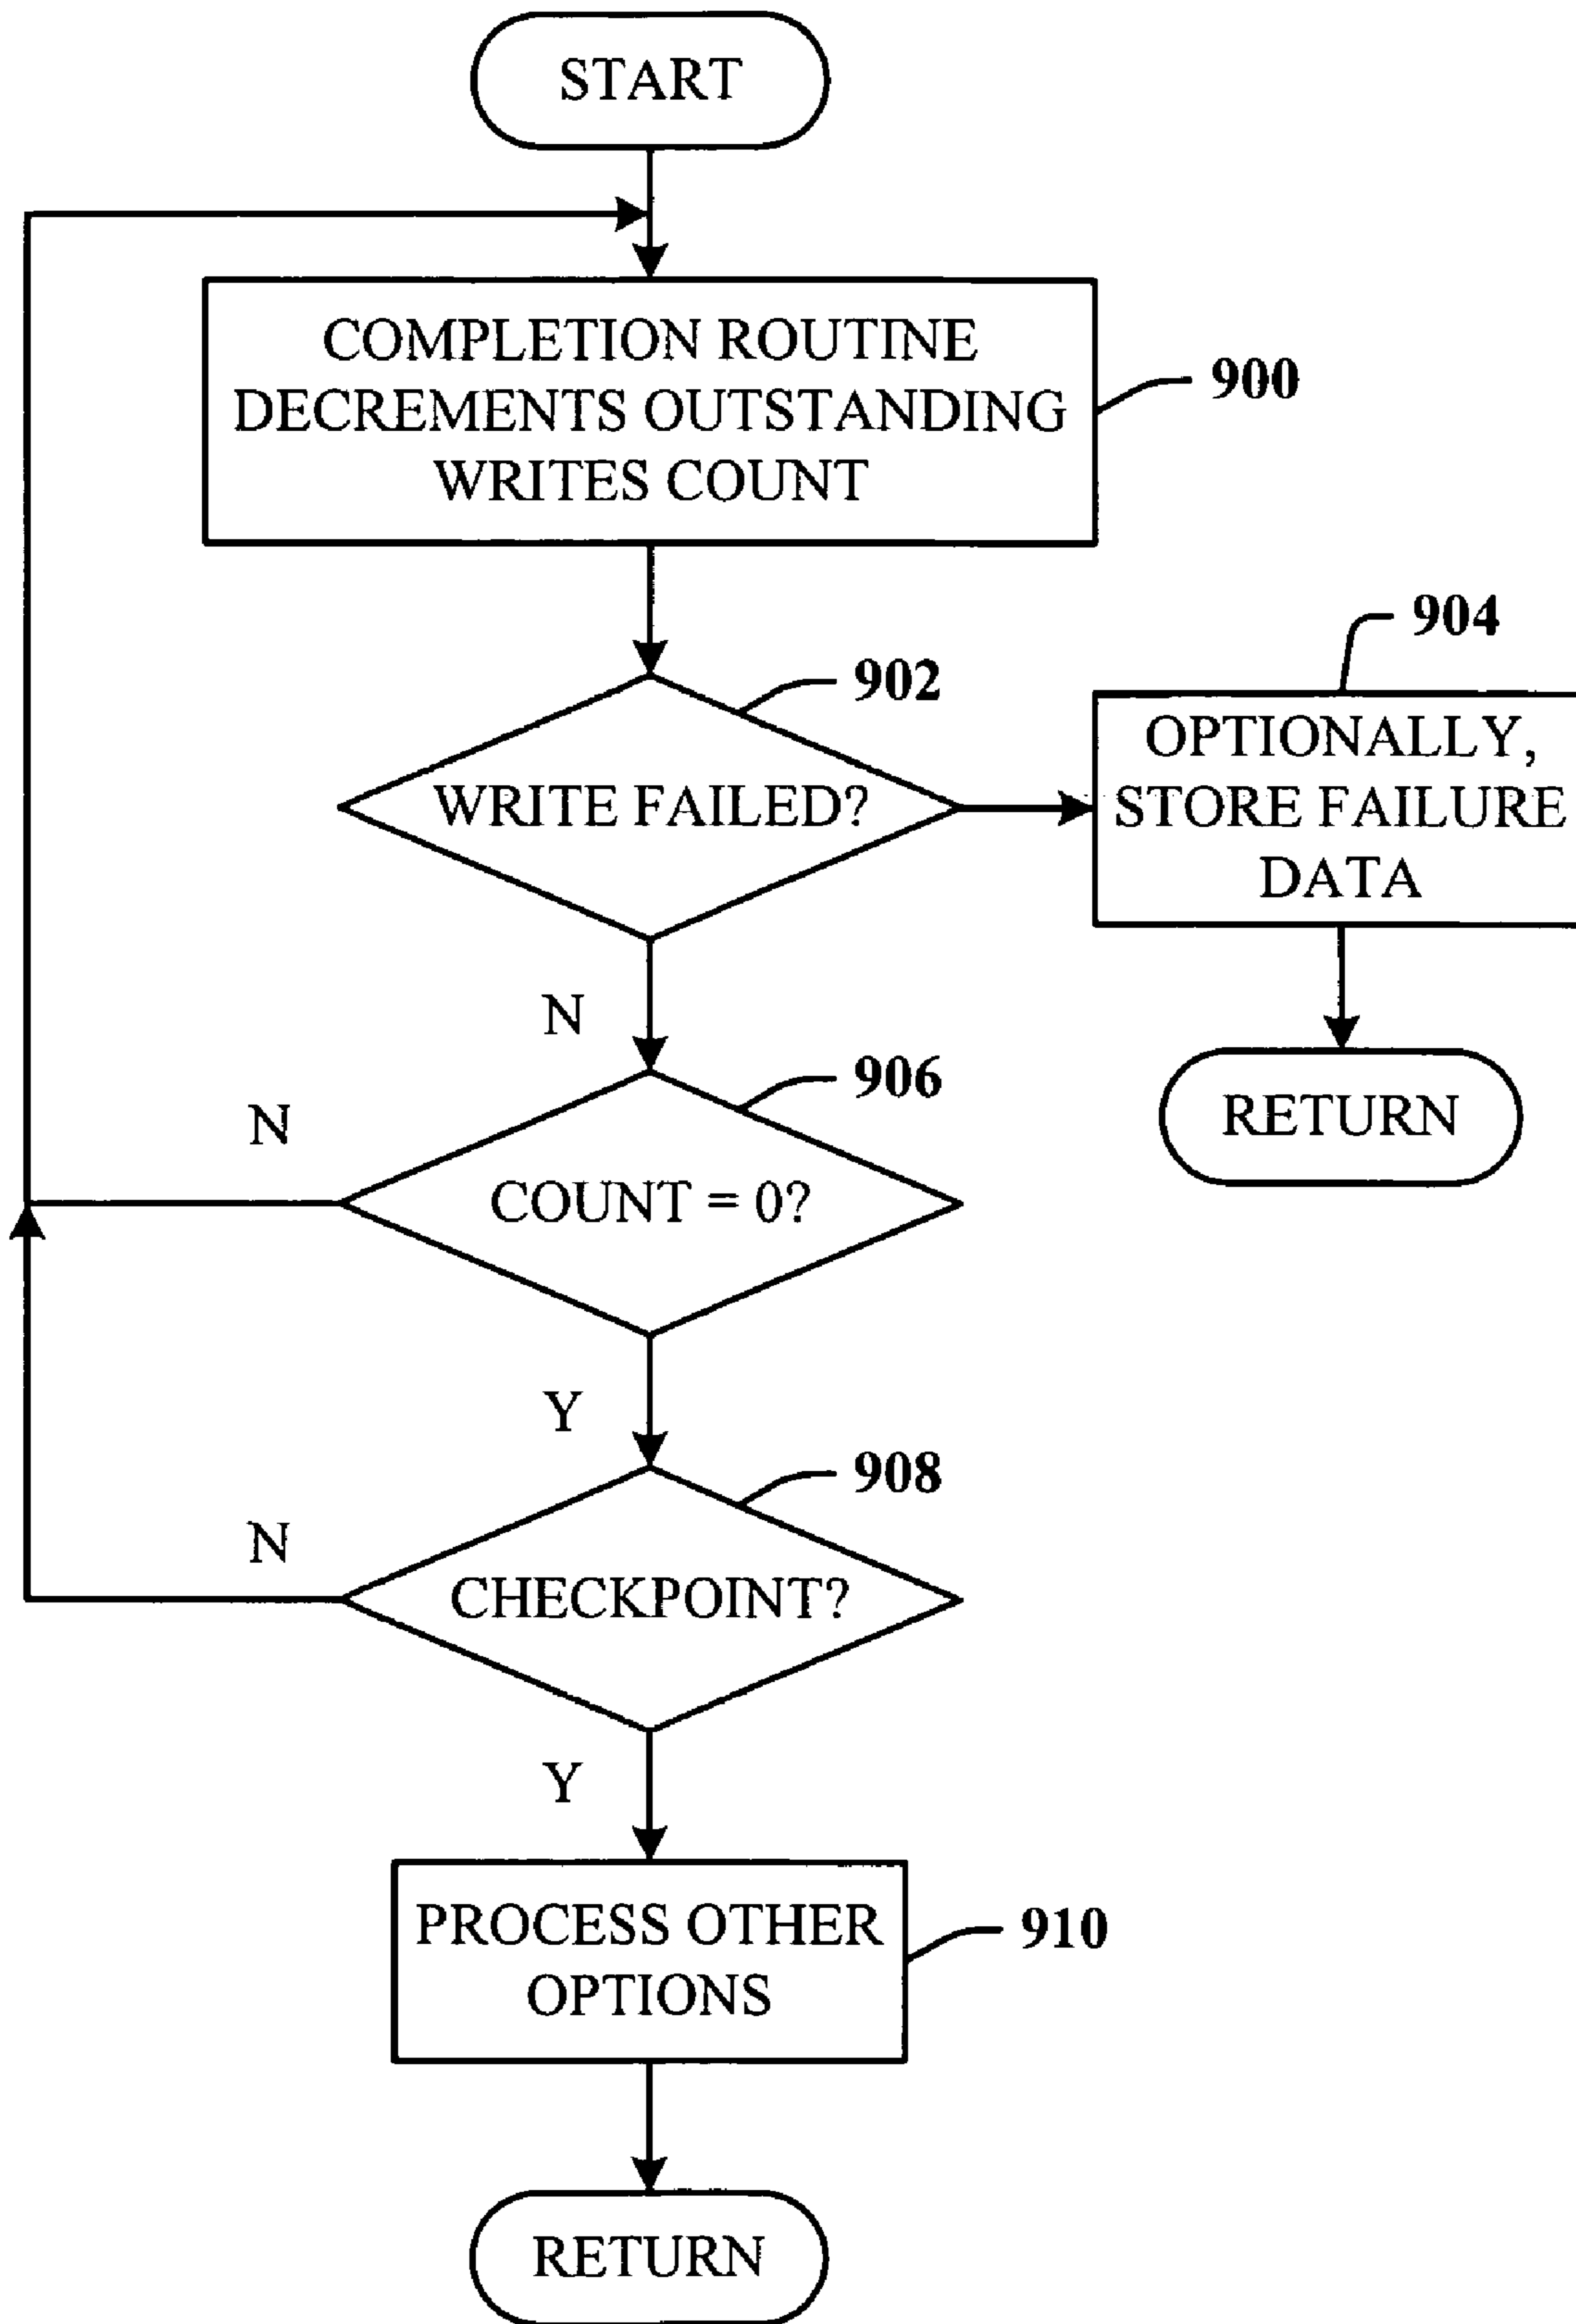 START
COMPLETION ROUTINE
DECREMENTS OUTSTANDING
WRITES COUNT
900
902
WRITE FAILED?
904
OPTIONALLY,
STORE FAILURE
DATA
N
RETURN
906
N
COUNT = 0?
Y
908
N
CHECKPOINT?
Y
PROCESS OTHER
OPTIONS
910
RETURN